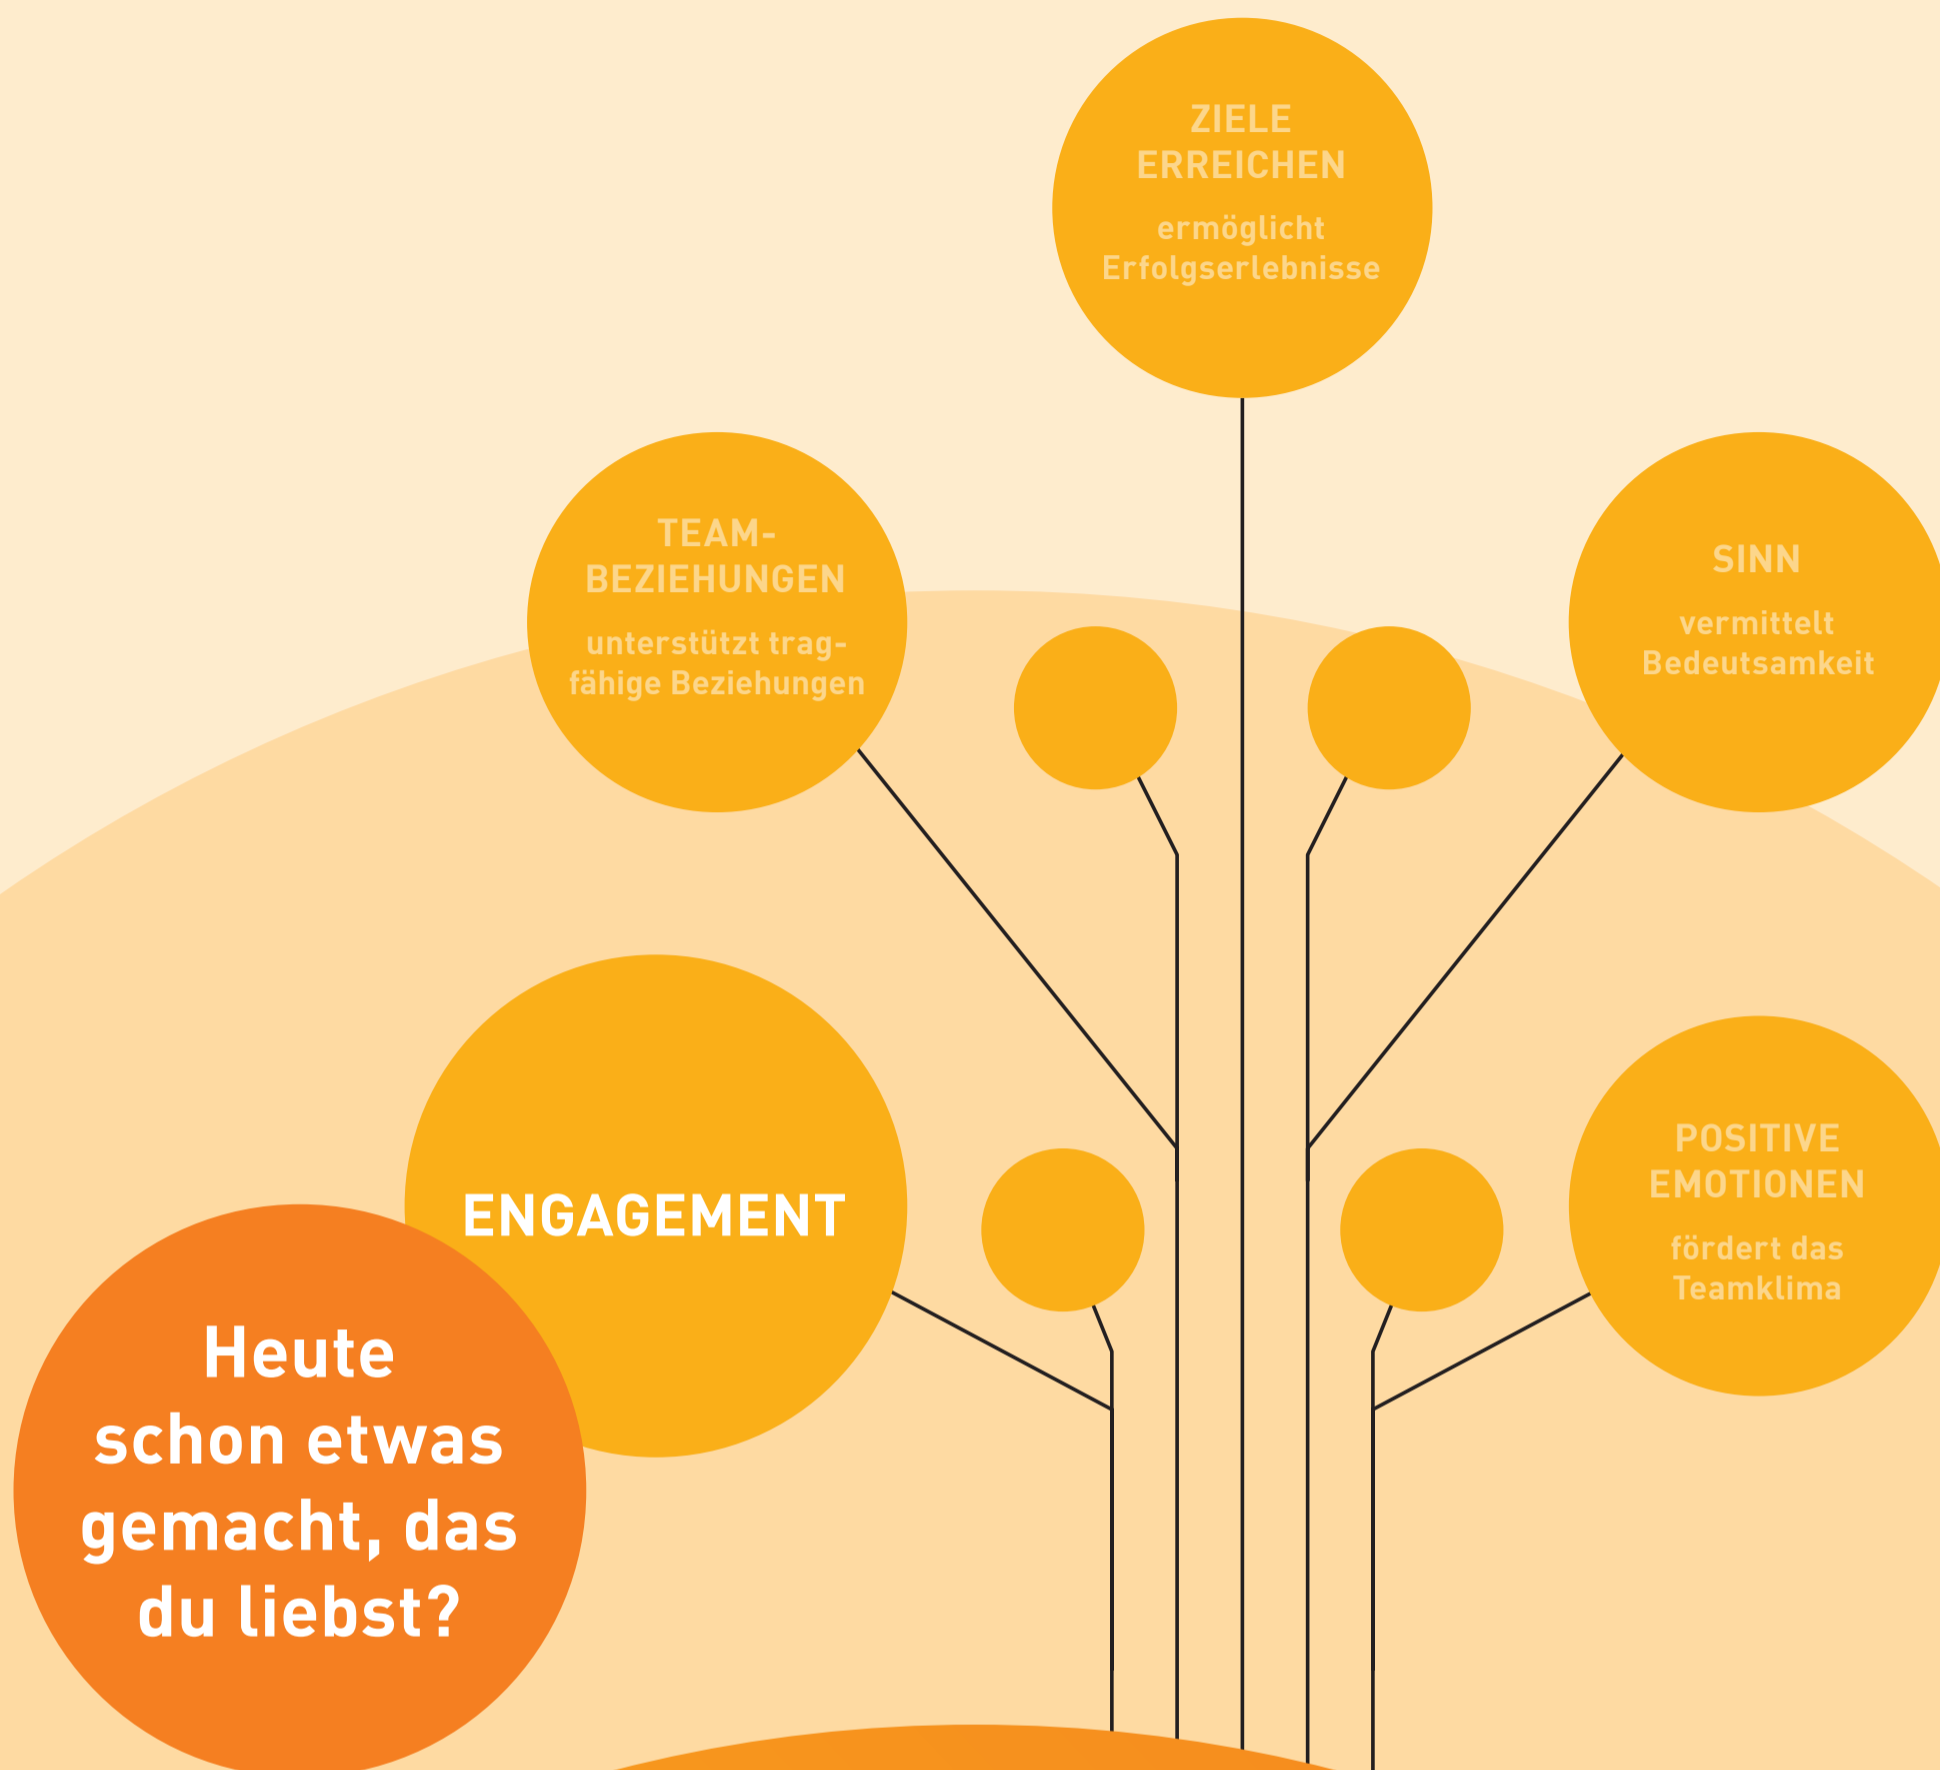 ZIELE
ERREICHEN
ermöglicht
Erfolgserlebnisse
TEAM-
BEZIEHUNGEN
unterstützt trag-
fähige Beziehungen
SINN
vermittelt
Bedeutsamkeit
ENGAGEMENT
POSITIVE
EMOTIONEN
fördert das
Teamklima
Heute
schon etwas
gemacht, das
du liebst?